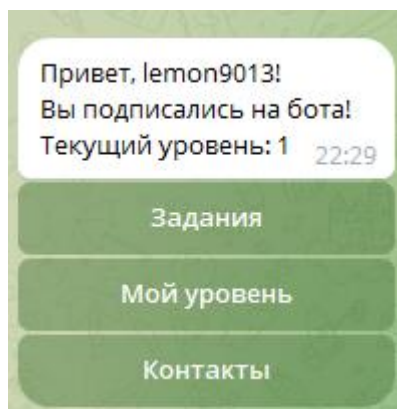 Привет, lemon9013!
Вы подписались на бота!
Текущий уровень: 1 22:29
Задания
Мой уровень
Контакты